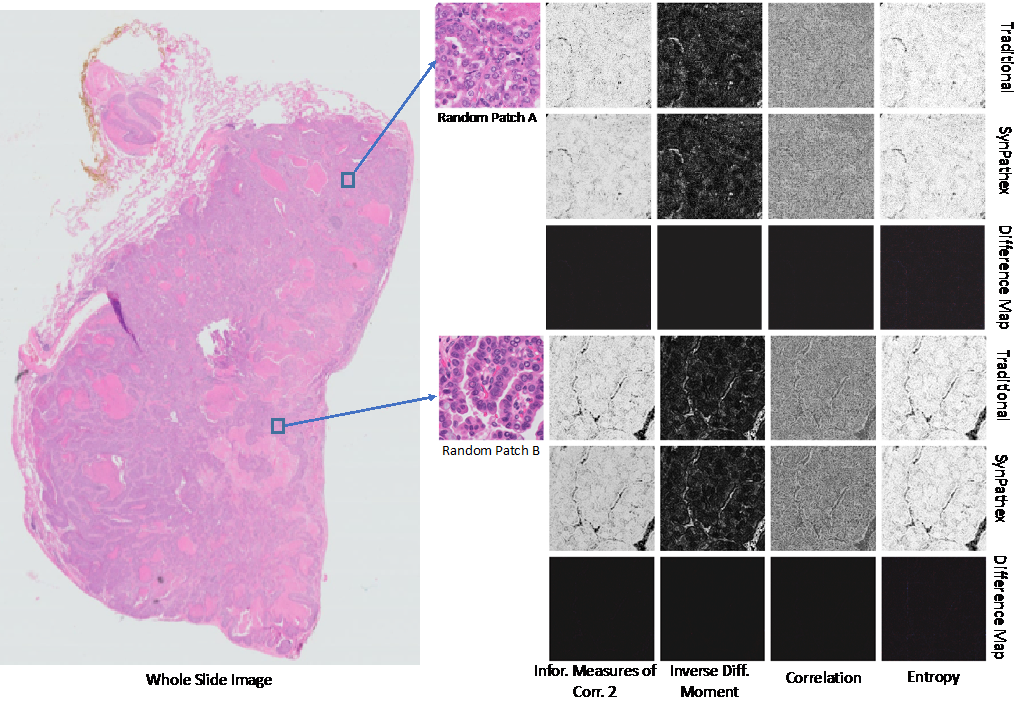 Random Patch A
Traditional
SynPathex
Difference Map
Random Patch B
Traditional
SynPathex
Difference Map
Infor. Measures of
Corr. 2
Inverse Diff.
Moment
Correlation
Entropy
Whole Slide Image